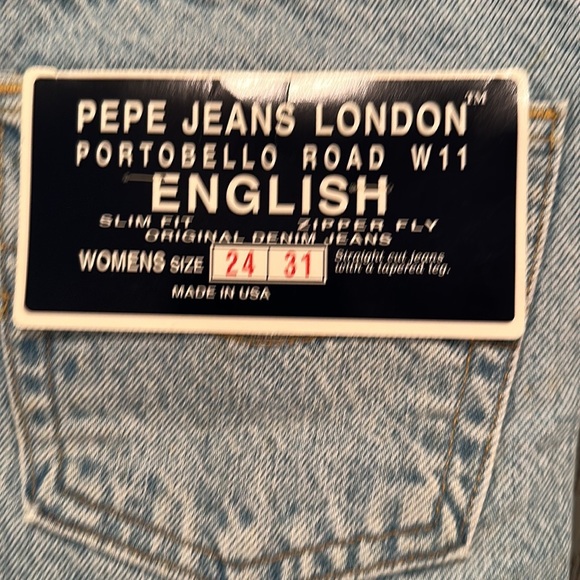 PEPE JEANS LONDON™
PORTOBELLO ROAD W11
ENGLISH
SLIM FIT ZIPPER FLY
ORIGINAL DENIM JEANS
WOMENS SIZE 24 31 Straight cut jeans
with a tapered leg.
MADE IN USA